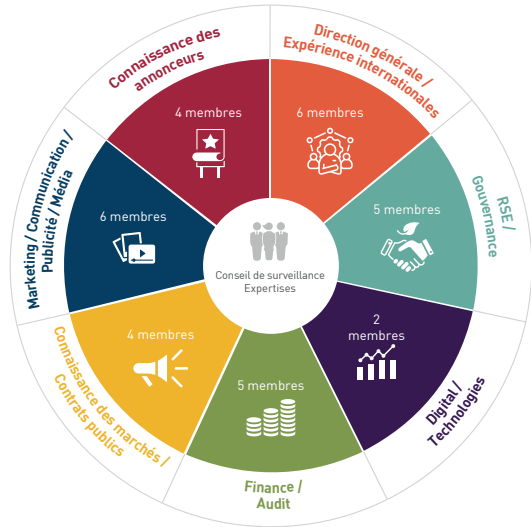 Connaissance des
annonceurs
4 membres
Direction générale /
Expérience internationales
6 membres
RSE /
Gouvernance
5 membres
Digital /
Technologies
2
membres
Finance /
Audit
5 membres
Connaissance des marchés /
Contrats publics
4 membres
Marketing / Communication /
Publicité / Média
6 membres
Conseil de surveillance
Expertises